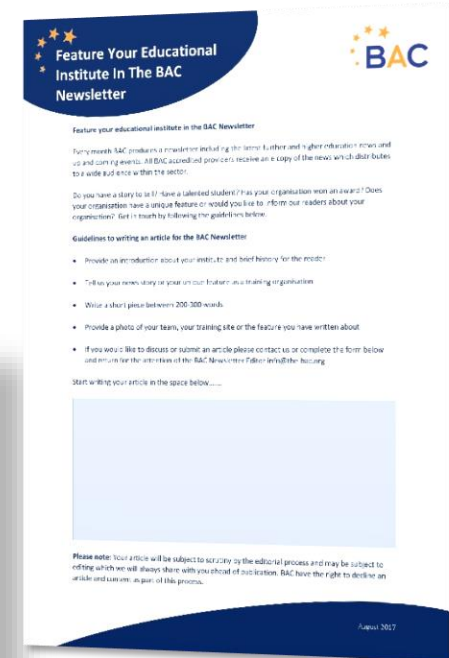 Feature Your Educational
Institute In The BAC
Newsletter
BAC
Feature your educational institute in the BAC Newsletter
Every month BAC produces a newsletter including the latest further and higher education news and
up and coming events. All BAC accredited providers receive an e-copy of the news which distributes
to a wide audience within the sector.
Do you have a story to tell? Have a talented student? Has your organisation won an award? Does
your organisation have a unique feature or would you like to inform our readers about your
organisation? Get in touch by following the guidelines below.
Guidelines to writing an article for the BAC Newsletter
• Provide an introduction about your institute and brief history for the reader
• Tell us your news story or your unique feature as a training organisation
• Write a short piece between 200-300 words
• Provide a photo of your team, your training site or the feature you have written about
• If you would like to discuss or submit an article please contact us or complete the form below
and return for the attention of the BAC Newsletter Editor info@the-bac.org
Start writing your article in the space below......
Please note: Your article will be subject to scrutiny by the editorial process and may be subject to
editing which we will always share with you ahead of publication. BAC have the right to decline an
article and content as part of this process.
August 2017